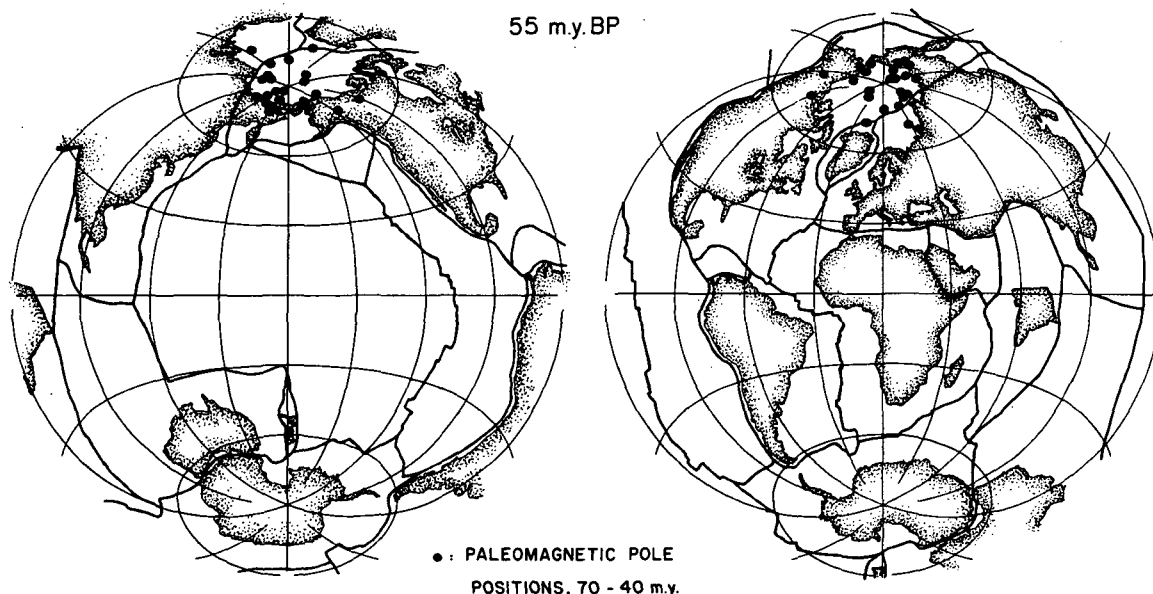 55 m.y. BP
● : PALEOMAGNETIC POLE
POSITIONS, 70 - 40 m.y.